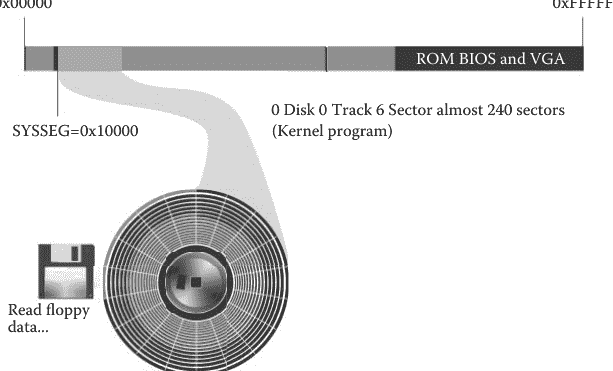 0x00000
0xFFFFF
ROM BIOS and VGA
0 Disk 0 Track 6 Sector almost 240 sectors
(Kernel program)
SYSSEG=0x10000
Read floppy
data...